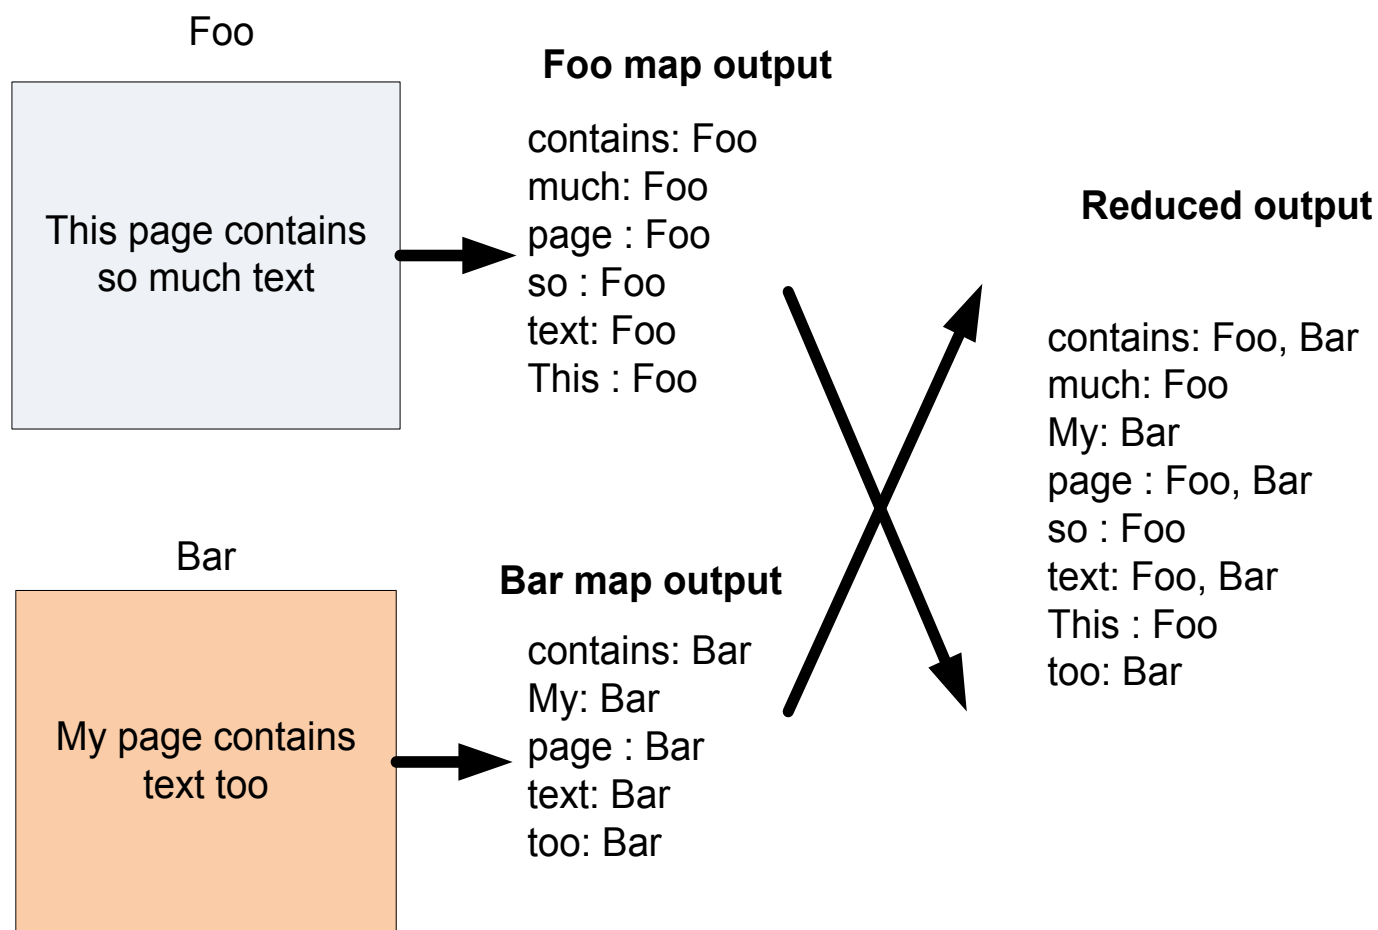 Foo
This page contains
so much text
Foo map output
contains: Foo
much: Foo
page : Foo
so : Foo
text: Foo
This : Foo
Bar
My page contains
text too
Bar map output
contains: Bar
My: Bar
page : Bar
text: Bar
too: Bar
Reduced output
contains: Foo, Bar
much: Foo
My: Bar
page : Foo, Bar
so : Foo
text: Foo, Bar
This : Foo
too: Bar